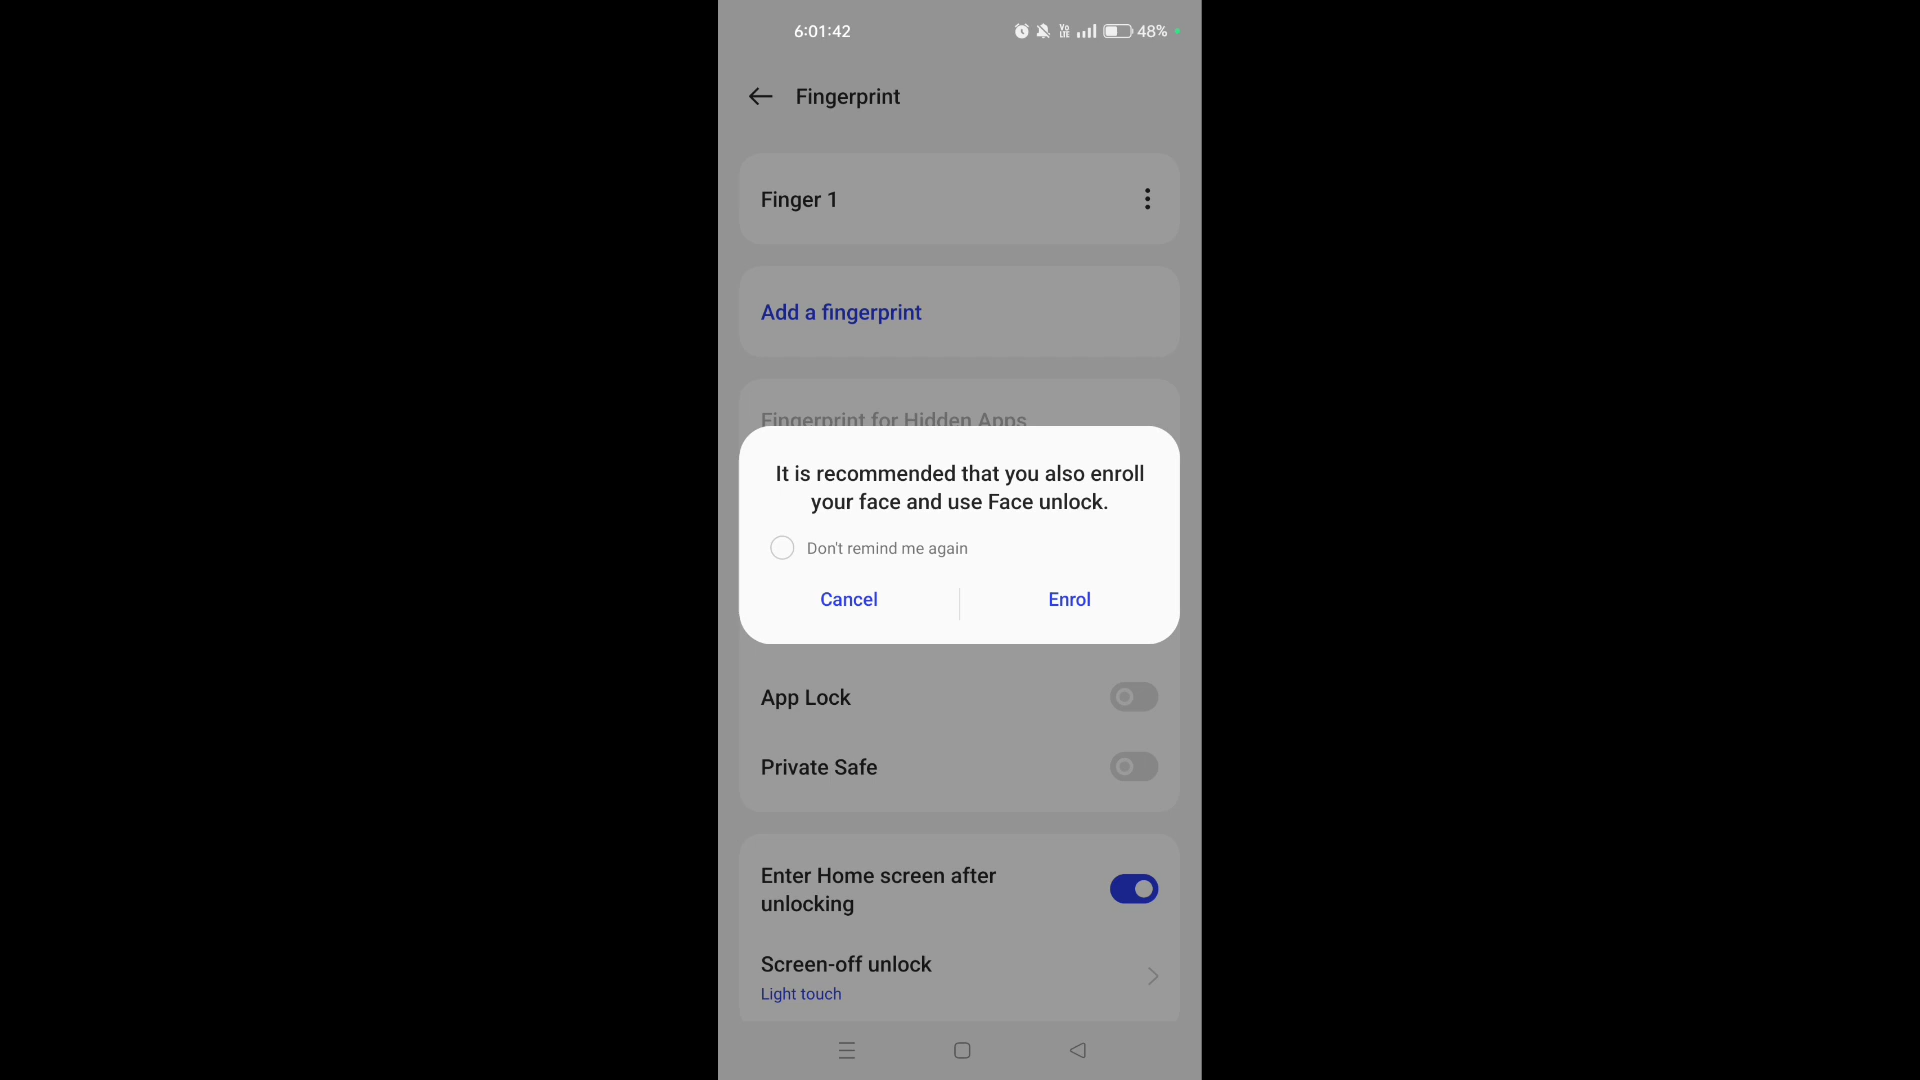 6:01:42
Vo
LTE
48%
Fingerprint
Finger 1
Add a fingerprint
Fingerprint for Hidden Apps
It is recommended that you also enroll
your face and use Face unlock.
Don't remind me again
Cancel
Enrol
App Lock
Private Safe
Enter Home screen after
unlocking
Screen-off unlock
Light touch